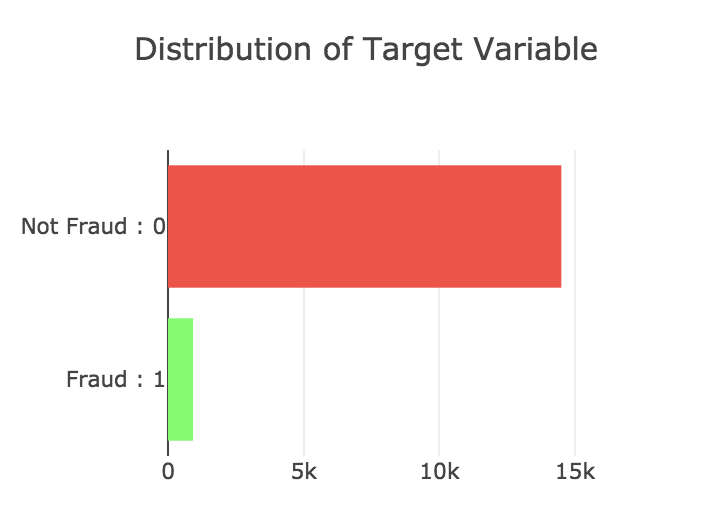 Distribution of Target Variable
Not Fraud : 0
Fraud : 1
0 5k 10k 15k